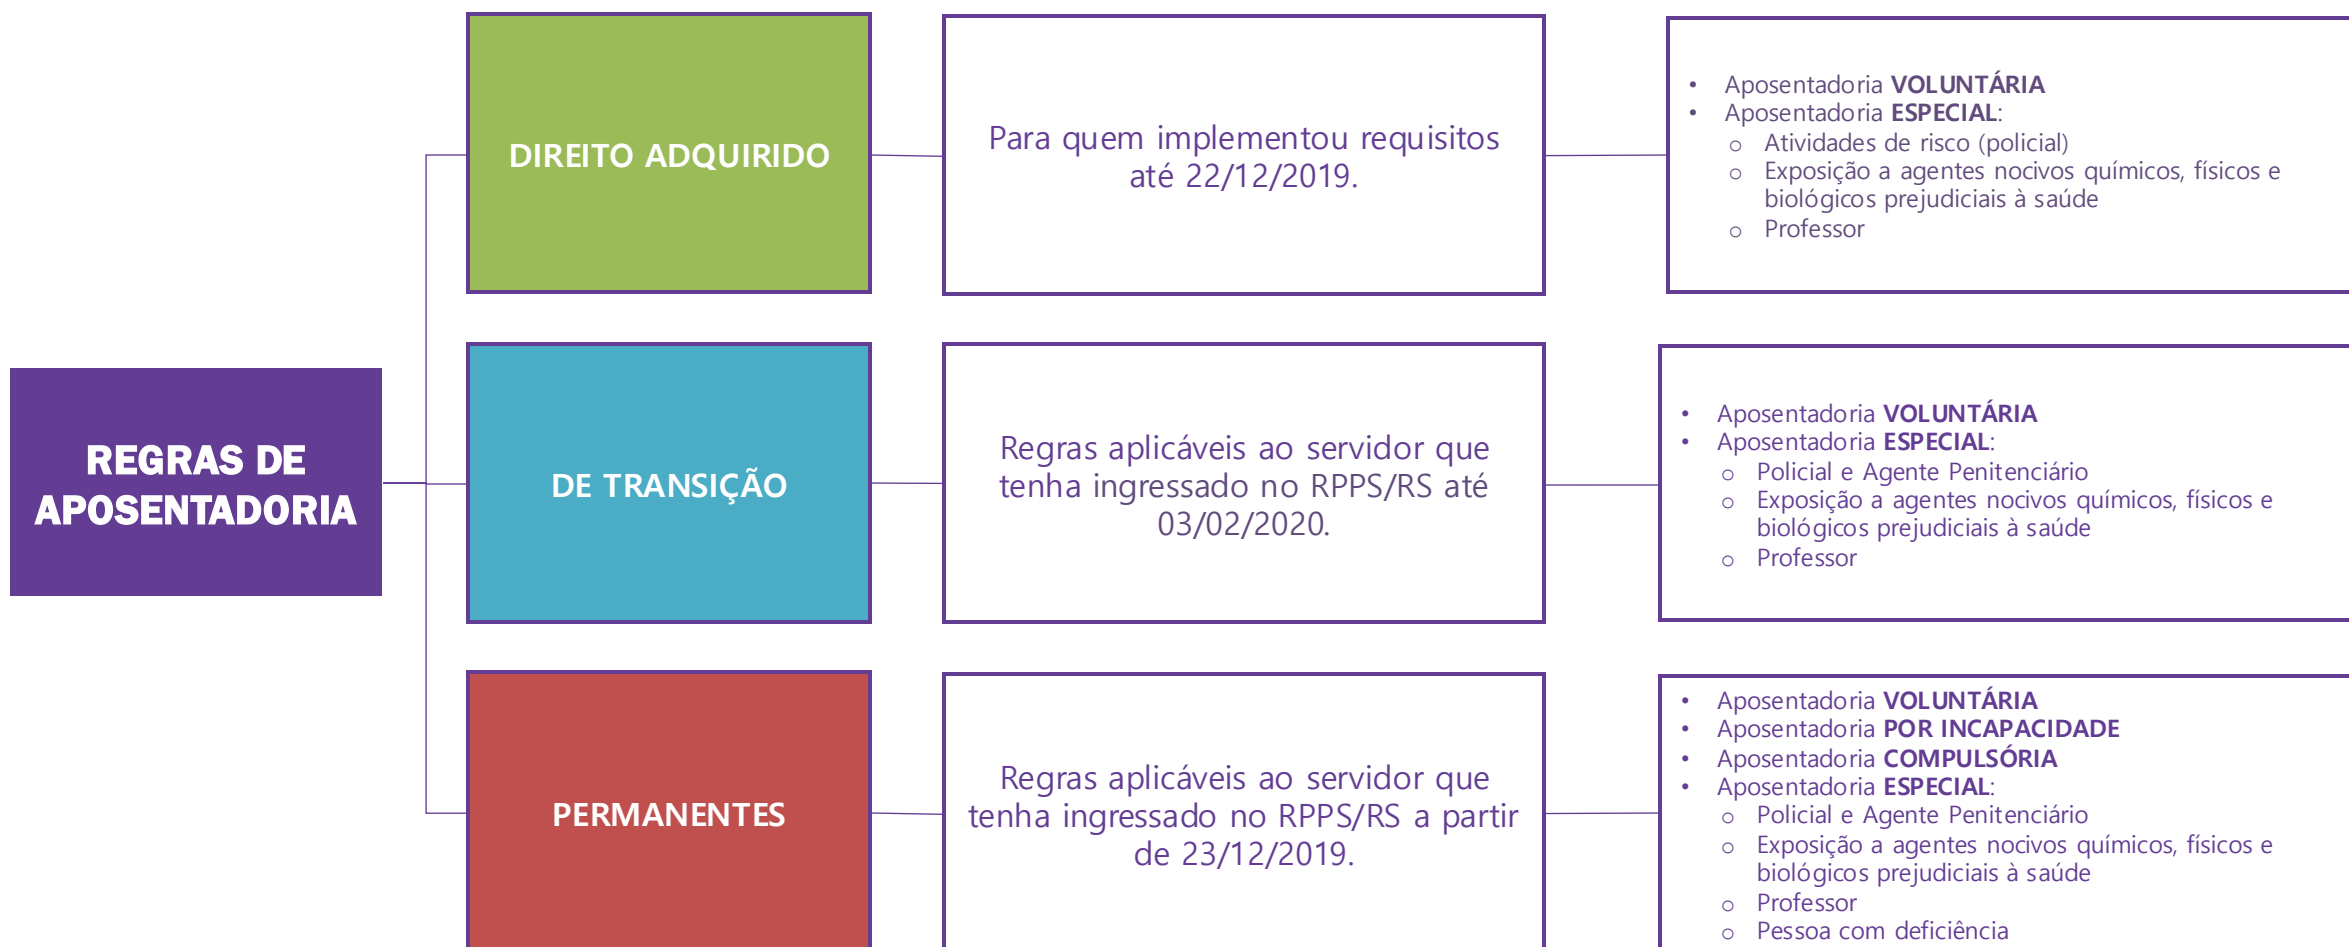 REGRAS DE
APOSENTADORIA
DIREITO ADQUIRIDO
Para quem implementou requisitos
até 22/12/2019.
• Aposentadoria VOLUNTÁRIA
• Aposentadoria ESPECIAL:
o Atividades de risco (policial)
o Exposição a agentes nocivos químicos, físicos e
biológicos prejudiciais à saúde
o Professor
DE TRANSIÇÃO
Regras aplicáveis ao servidor que
tenha ingressado no RPPS/RS até
03/02/2020.
• Aposentadoria VOLUNTÁRIA
• Aposentadoria ESPECIAL:
o Policial e Agente Penitenciário
o Exposição a agentes nocivos químicos, físicos e
biológicos prejudiciais à saúde
o Professor
PERMANENTES
Regras aplicáveis ao servidor que
tenha ingressado no RPPS/RS a partir
de 23/12/2019.
• Aposentadoria VOLUNTÁRIA
• Aposentadoria POR INCAPACIDADE
• Aposentadoria COMPULSÓRIA
• Aposentadoria ESPECIAL:
o Policial e Agente Penitenciário
o Exposição a agentes nocivos químicos, físicos e
biológicos prejudiciais à saúde
o Professor
o Pessoa com deficiência